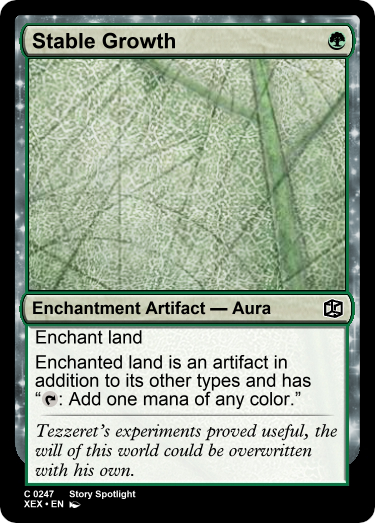 Stable Growth
Enchantment Artifact — Aura
Enchant land
Enchanted land is an artifact in
addition to its other types and has
“: Add one mana of any color.”
Tezzeret’s experiments proved useful, the
will of this world could be overwritten
with his own.
C 0247 Story Spotlight
XEX • EN